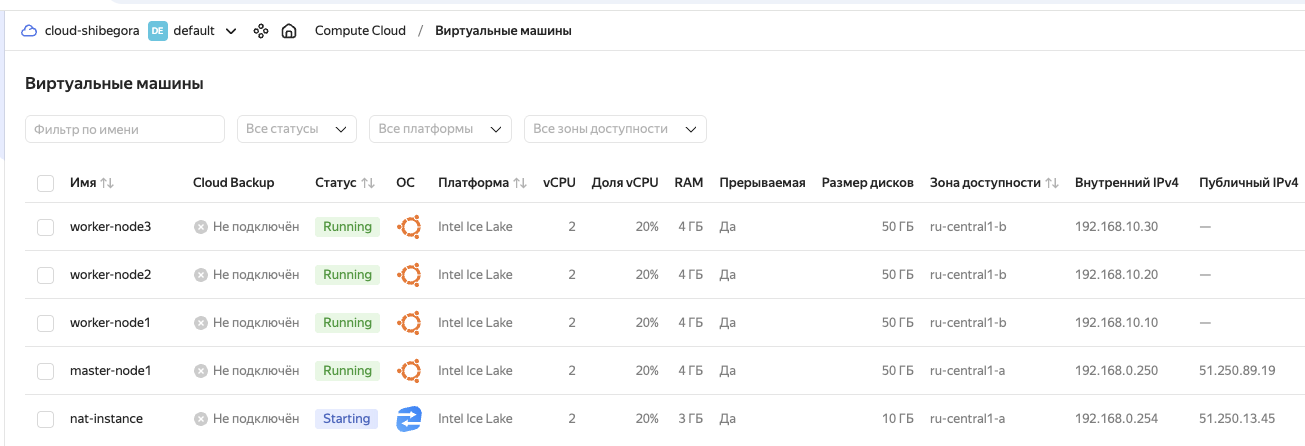 cloud-shibegora DE default Compute Cloud / Виртуальные машины
Виртуальные машины
Фильтр по имени Все статусы Все платформы Все зоны доступности
Имя Cloud Backup Статус ОС Платформа vCPU Доля vCPU RAM Прерываемая Размер дисков Зона доступности Внутренний IPv4 Публичный IPv4
worker-node3 Не подключён Running Intel Ice Lake 2 20% 4 ГБ Да 50 ГБ ru-central1-b 192.168.10.30 —
worker-node2 Не подключён Running Intel Ice Lake 2 20% 4 ГБ Да 50 ГБ ru-central1-b 192.168.10.20 —
worker-node1 Не подключён Running Intel Ice Lake 2 20% 4 ГБ Да 50 ГБ ru-central1-b 192.168.10.10 —
master-node1 Не подключён Running Intel Ice Lake 2 20% 4 ГБ Да 50 ГБ ru-central1-a 192.168.0.250 51.250.89.19
nat-instance Не подключён Starting Intel Ice Lake 2 20% 3 ГБ Да 10 ГБ ru-central1-a 192.168.0.254 51.250.13.45